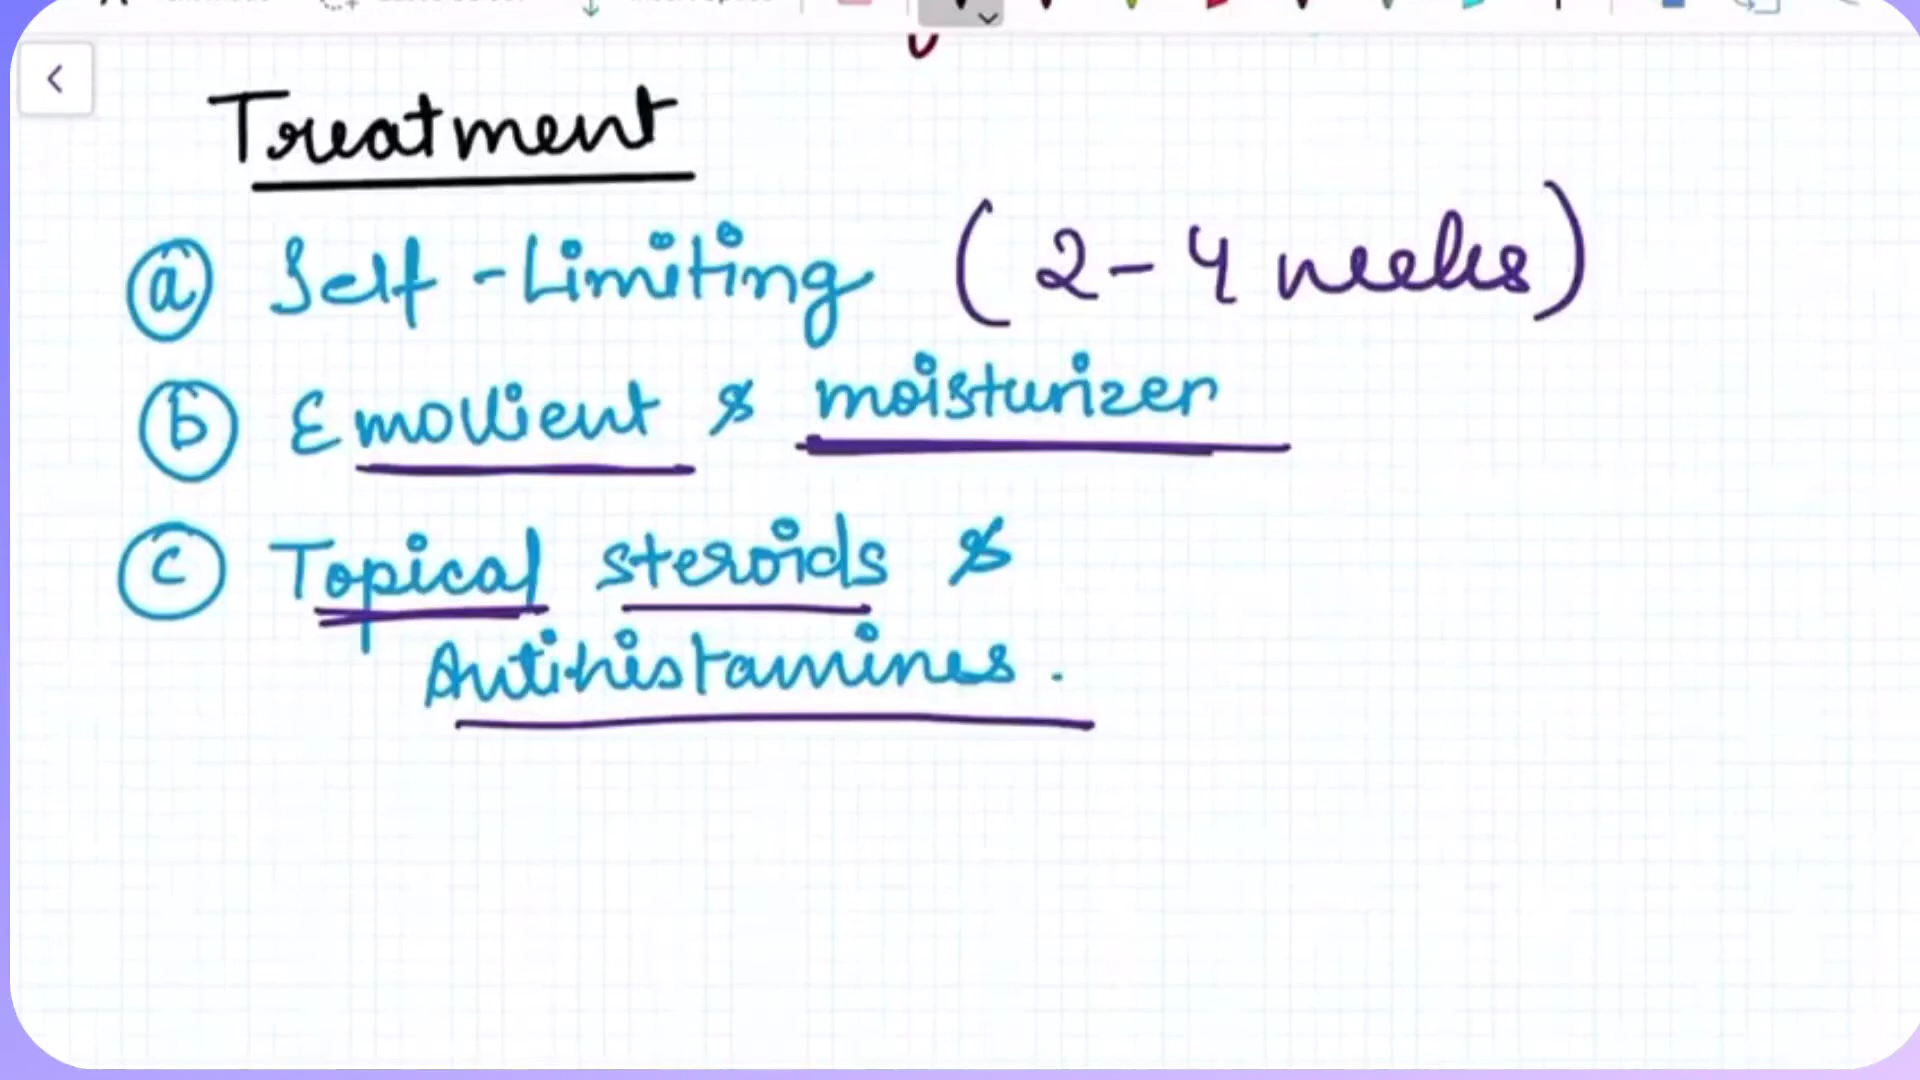 Treatment
ⓐ Self-Limiting (2-4 weeks)
ⓑ Emollient & moisturizer
ⓒ Topical steroids &
Antihistamines.